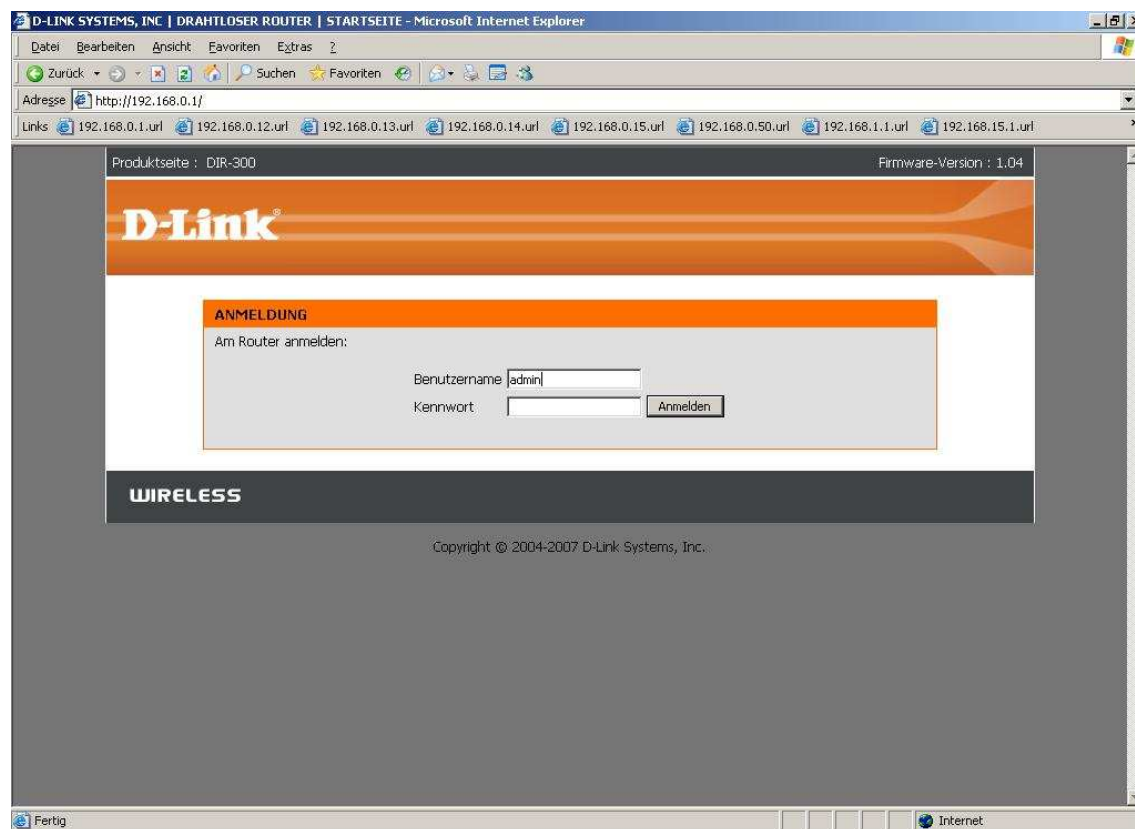 D-LINK SYSTEMS, INC | DRAHTLOSER ROUTER | STARTSEITE - Microsoft Internet Explorer
Datei Bearbeiten Ansicht Favoriten Extras ?
Zurück Suchen Favoriten
Adresse http://192.168.0.1/
Links 192.168.0.1.url 192.168.0.12.url 192.168.0.13.url 192.168.0.14.url 192.168.0.15.url 192.168.0.50.url 192.168.1.1.url 192.168.15.1.url
Produktseite : DIR-300 Firmware-Version : 1.04
D-Link®
ANMELDUNG
Am Router anmelden:
Benutzername admin
Kennwort Anmelden
WIRELESS
Copyright © 2004-2007 D-Link Systems, Inc.
Fertig Internet